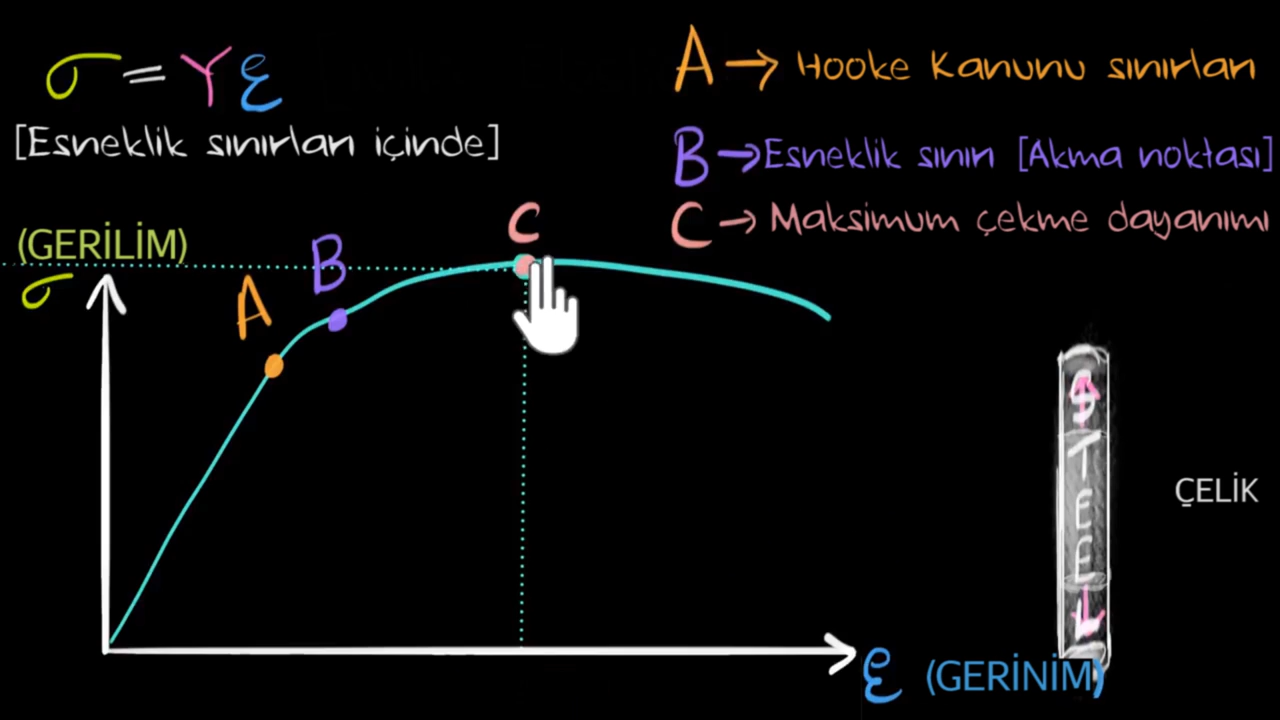 σ = Y ε
[Esneklik sınırları içinde]
A → Hooke Kanunu sınırları
B → Esneklik sınırı [Akma noktası]
C → Maksimum çekme dayanımı
(GERİLİM)
σ
A
B
C
STEEL
ÇELİK
ε (GERİNİM)